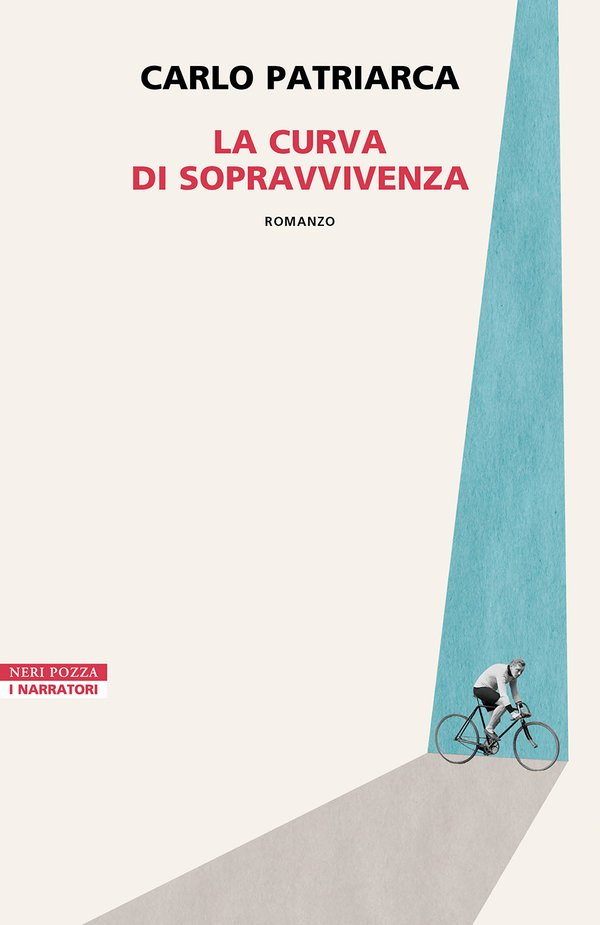 CARLO PATRIARCA
LA CURVA
DI SOPRAVVIVENZA
ROMANZO
NERI POZZA
I NARRATORI